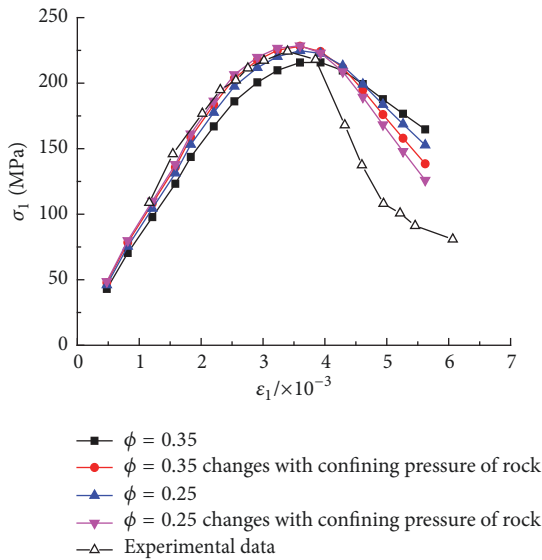 250
200
150
100
50
0
σ1 (MPa)
0 1 2 3 4 5 6 7
ε1/×10−3
ϕ = 0.35
ϕ = 0.35 changes with confining pressure of rock
ϕ = 0.25
ϕ = 0.25 changes with confining pressure of rock
Experimental data